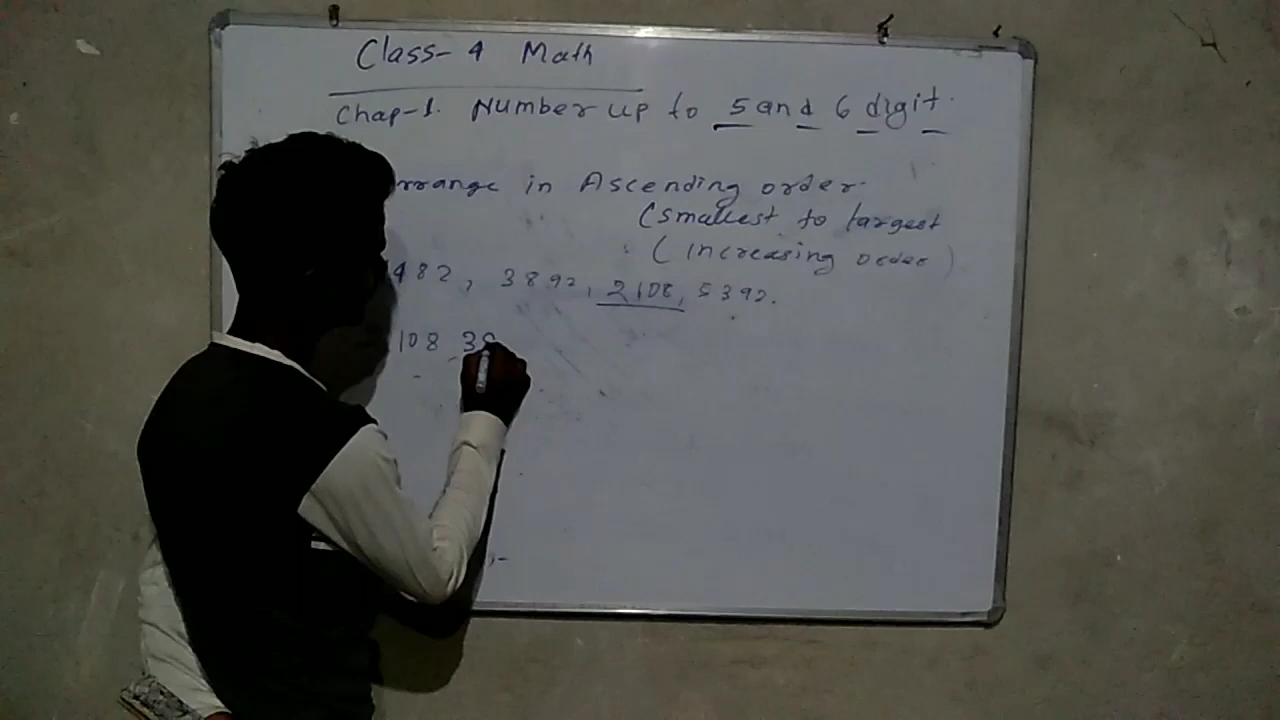 Class- 4 Math
Chap-1. Number up to 5 and 6 digit.
rrange in Ascending order.
(smallest to largest
(increasing order)
482, 3892, 2108, 5392.
108 38